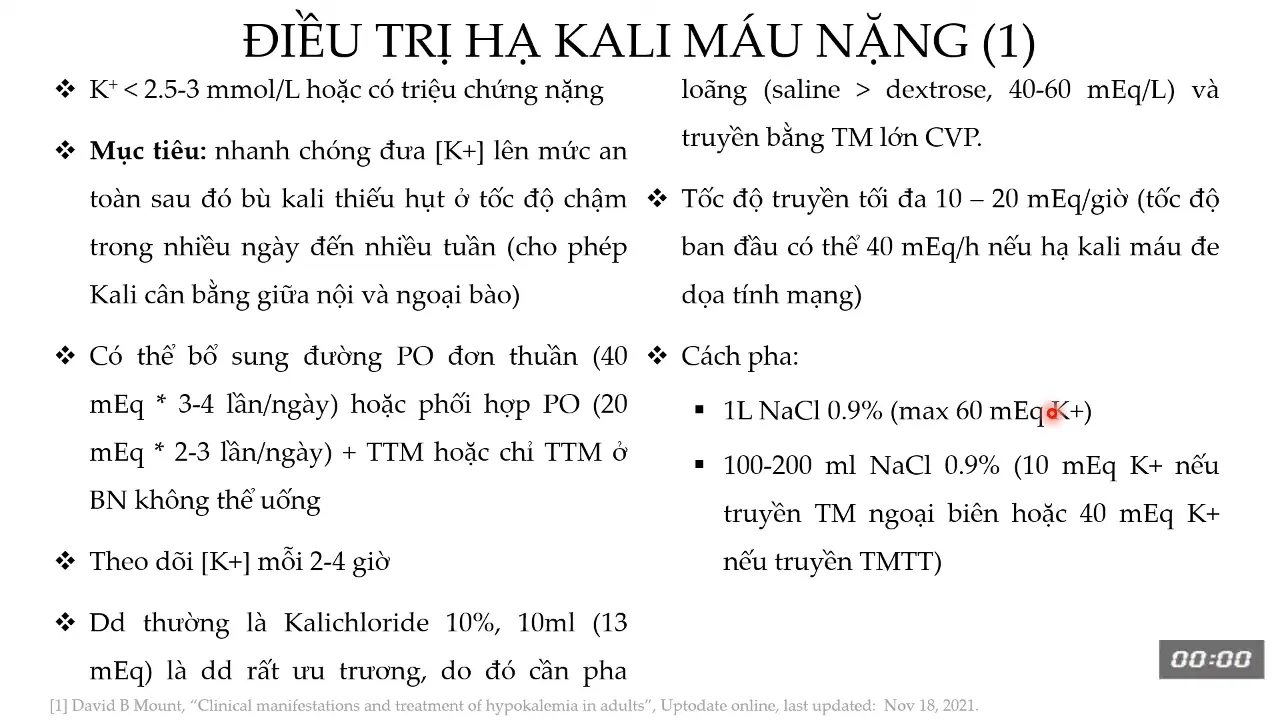 ĐIỀU TRỊ HẠ KALI MÁU NẶNG (1)
❖ K⁺ < 2.5-3 mmol/L hoặc có triệu chứng nặng
❖ Mục tiêu: nhanh chóng đưa [K+] lên mức an
toàn sau đó bù kali thiếu hụt ở tốc độ chậm
trong nhiều ngày đến nhiều tuần (cho phép
Kali cân bằng giữa nội và ngoại bào)
❖ Có thể bổ sung đường PO đơn thuần (40
mEq * 3-4 lần/ngày) hoặc phối hợp PO (20
mEq * 2-3 lần/ngày) + TTM hoặc chỉ TTM ở
BN không thể uống
❖ Theo dõi [K+] mỗi 2-4 giờ
❖ Dd thường là Kalichloride 10%, 10ml (13
mEq) là dd rất ưu trương, do đó cần pha
loãng (saline > dextrose, 40-60 mEq/L) và
truyền bằng TM lớn CVP.
❖ Tốc độ truyền tối đa 10 – 20 mEq/giờ (tốc độ
ban đầu có thể 40 mEq/h nếu hạ kali máu đe
dọa tính mạng)
❖ Cách pha:
▪ 1L NaCl 0.9% (max 60 mEq K+)
▪ 100-200 ml NaCl 0.9% (10 mEq K+ nếu
truyền TM ngoại biên hoặc 40 mEq K+
nếu truyền TMTT)
00:00
[1] David B Mount, “Clinical manifestations and treatment of hypokalemia in adults”, Uptodate online, last updated: Nov 18, 2021.